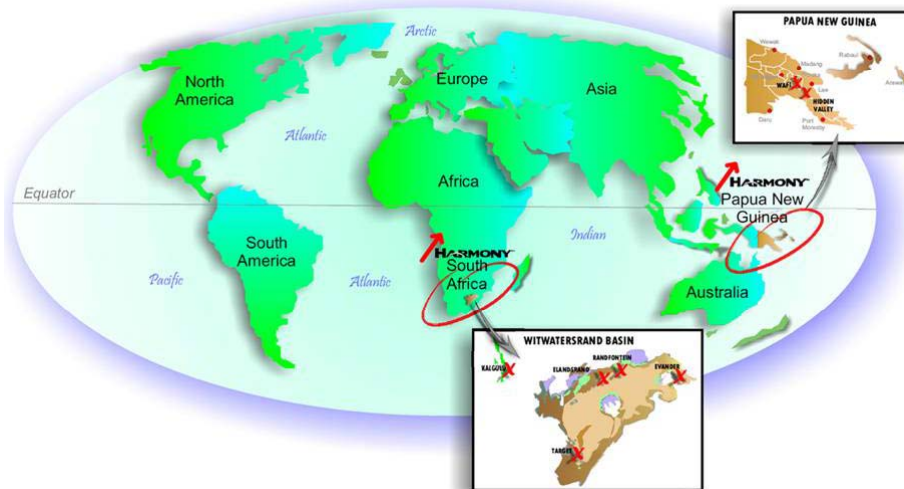 Arctic
North
America
Europe
Asia
Atlantic
Africa
Equator
HARMONY
Papua New
Guinea
South
America
Indian
HARMONY
South
Africa
Pacific
Atlantic
Australia
PAPUA NEW GUINEA
Wewak
Rabaul
Madang
WAFI
Lae
HIDDEN
VALLEY
Daru
Port
Moresby
Arawa
WITWATERSRAND BASIN
RANDFONTEIN
ELANDSRAND
EVANDER
TARGET